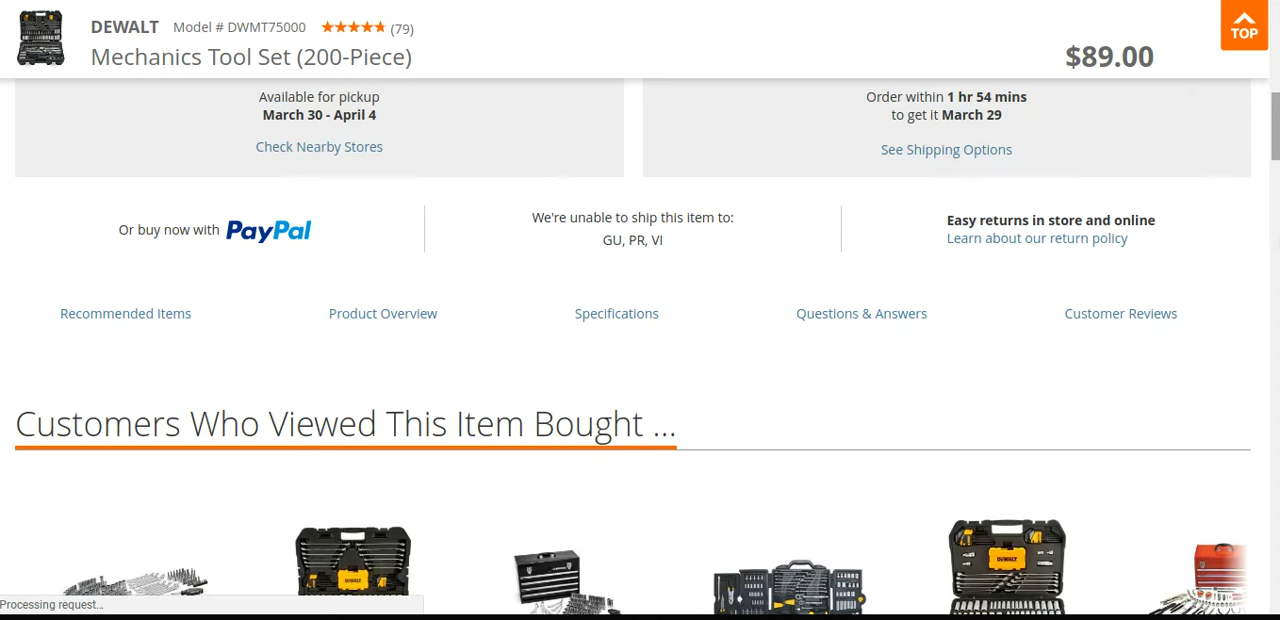 DEWALT Model # DWMT75000 (79)
Mechanics Tool Set (200-Piece)
$89.00
TOP
Available for pickup
March 30 - April 4
Check Nearby Stores
Order within 1 hr 54 mins
to get it March 29
See Shipping Options
Or buy now with PayPal
We're unable to ship this item to:
GU, PR, VI
Easy returns in store and online
Learn about our return policy
Recommended Items
Product Overview
Specifications
Questions & Answers
Customer Reviews
Customers Who Viewed This Item Bought ...
DEWALT
DEWALT
Processing request...